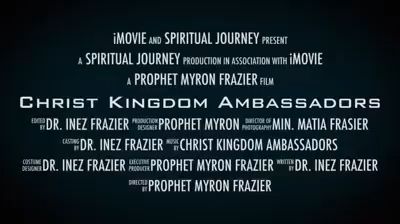 iMOVIE AND SPIRITUAL JOURNEY PRESENT
A SPIRITUAL JOURNEY PRODUCTION IN ASSOCIATION WITH iMOVIE
A PROPHET MYRON FRAZIER FILM
CHRIST KINGDOM AMBASSADORS
EDITED BY DR. INEZ FRAZIER PRODUCTION DESIGNER PROPHET MYRON DIRECTOR OF PHOTOGRAPHY MIN. MATIA FRASIER
CASTING BY DR. INEZ FRAZIER MUSIC BY CHRIST KINGDOM AMBASSADORS
COSTUME DESIGNER DR. INEZ FRAZIER EXECUTIVE PRODUCER PROPHET MYRON FRAZIER WRITTEN BY DR. INEZ FRAZIER
DIRECTED BY PROPHET MYRON FRAZIER